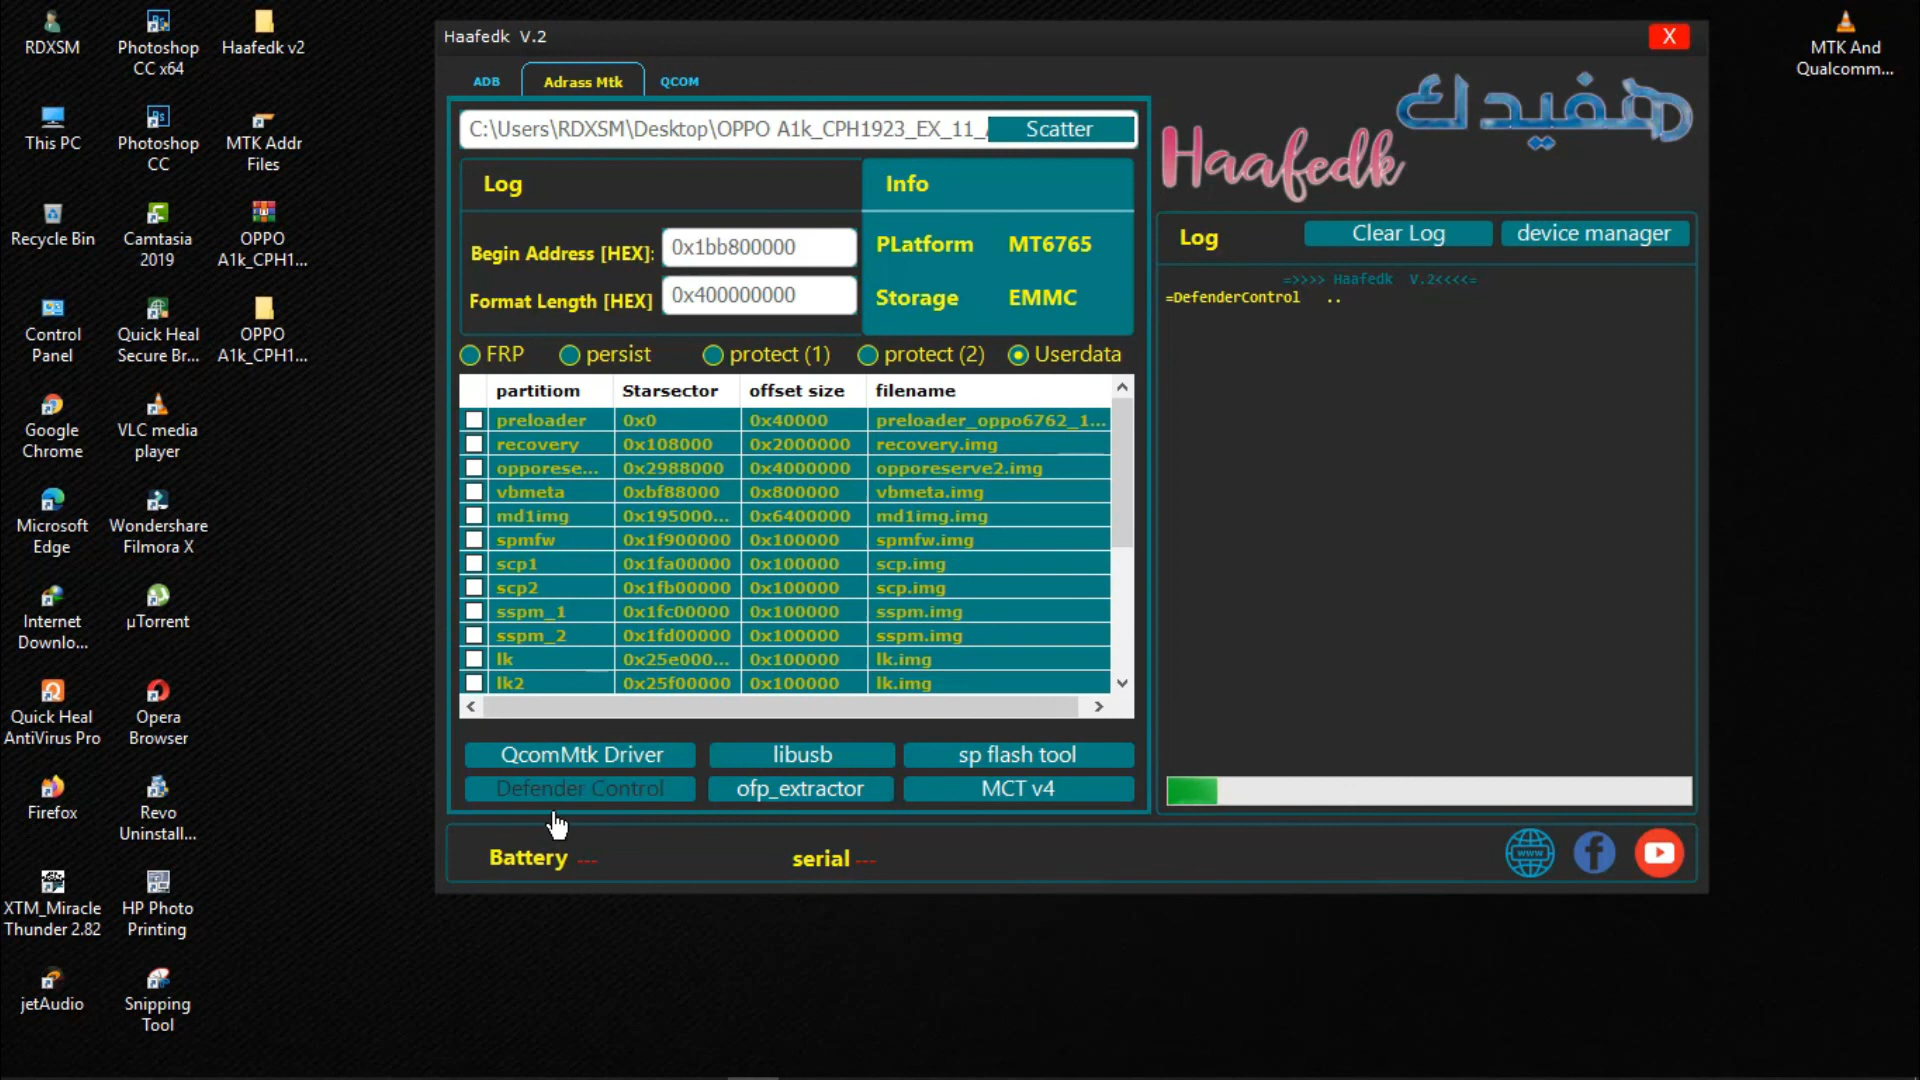 RDXSM
Photoshop
CC x64
Haafedk v2
This PC
Photoshop
CC
MTK Addr
Files
Recycle Bin
Camtasia
2019
OPPO
A1k_CPH1...
Control
Panel
Quick Heal
Secure Br...
OPPO
A1k_CPH1...
Google
Chrome
VLC media
player
Microsoft
Edge
Wondershare
Filmora X
Internet
Downlo...
µTorrent
Quick Heal
AntiVirus Pro
Opera
Browser
Firefox
Revo
Uninstall...
XTM_Miracle
Thunder 2.82
HP Photo
Printing
jetAudio
Snipping
Tool
Haafedk V.2
X
ADB
Adrass Mtk
QCOM
C:\Users\RDXSM\Desktop\OPPO A1k_CPH1923_EX_11_
Scatter
Log
Info
Begin Address [HEX]: 0x1bb800000
Format Length [HEX] 0x400000000
PLatform MT6765
Storage EMMC
FRP persist protect (1) protect (2) Userdata
partitiom Starsector offset size filename
preloader 0x0 0x40000 preloader_oppo6762_1...
recovery 0x108000 0x2000000 recovery.img
opporese... 0x2988000 0x4000000 opporeserve2.img
vbmeta 0xbf88000 0x800000 vbmeta.img
md1img 0x195000... 0x6400000 md1img.img
spmfw 0x1f900000 0x100000 spmfw.img
scp1 0x1fa00000 0x100000 scp.img
scp2 0x1fb00000 0x100000 scp.img
sspm_1 0x1fc00000 0x100000 sspm.img
sspm_2 0x1fd00000 0x100000 sspm.img
lk 0x25e000... 0x100000 lk.img
lk2 0x25f00000 0x100000 lk.img
QcomMtk Driver libusb sp flash tool
Defender Control ofp_extractor MCT v4
Battery --- serial ---
هفيدك
Haafedk
Log
Clear Log
device manager
=>>>> Haafedk V.2<<<<=
=DefenderControl ..
www
MTK And
Qualcomm...